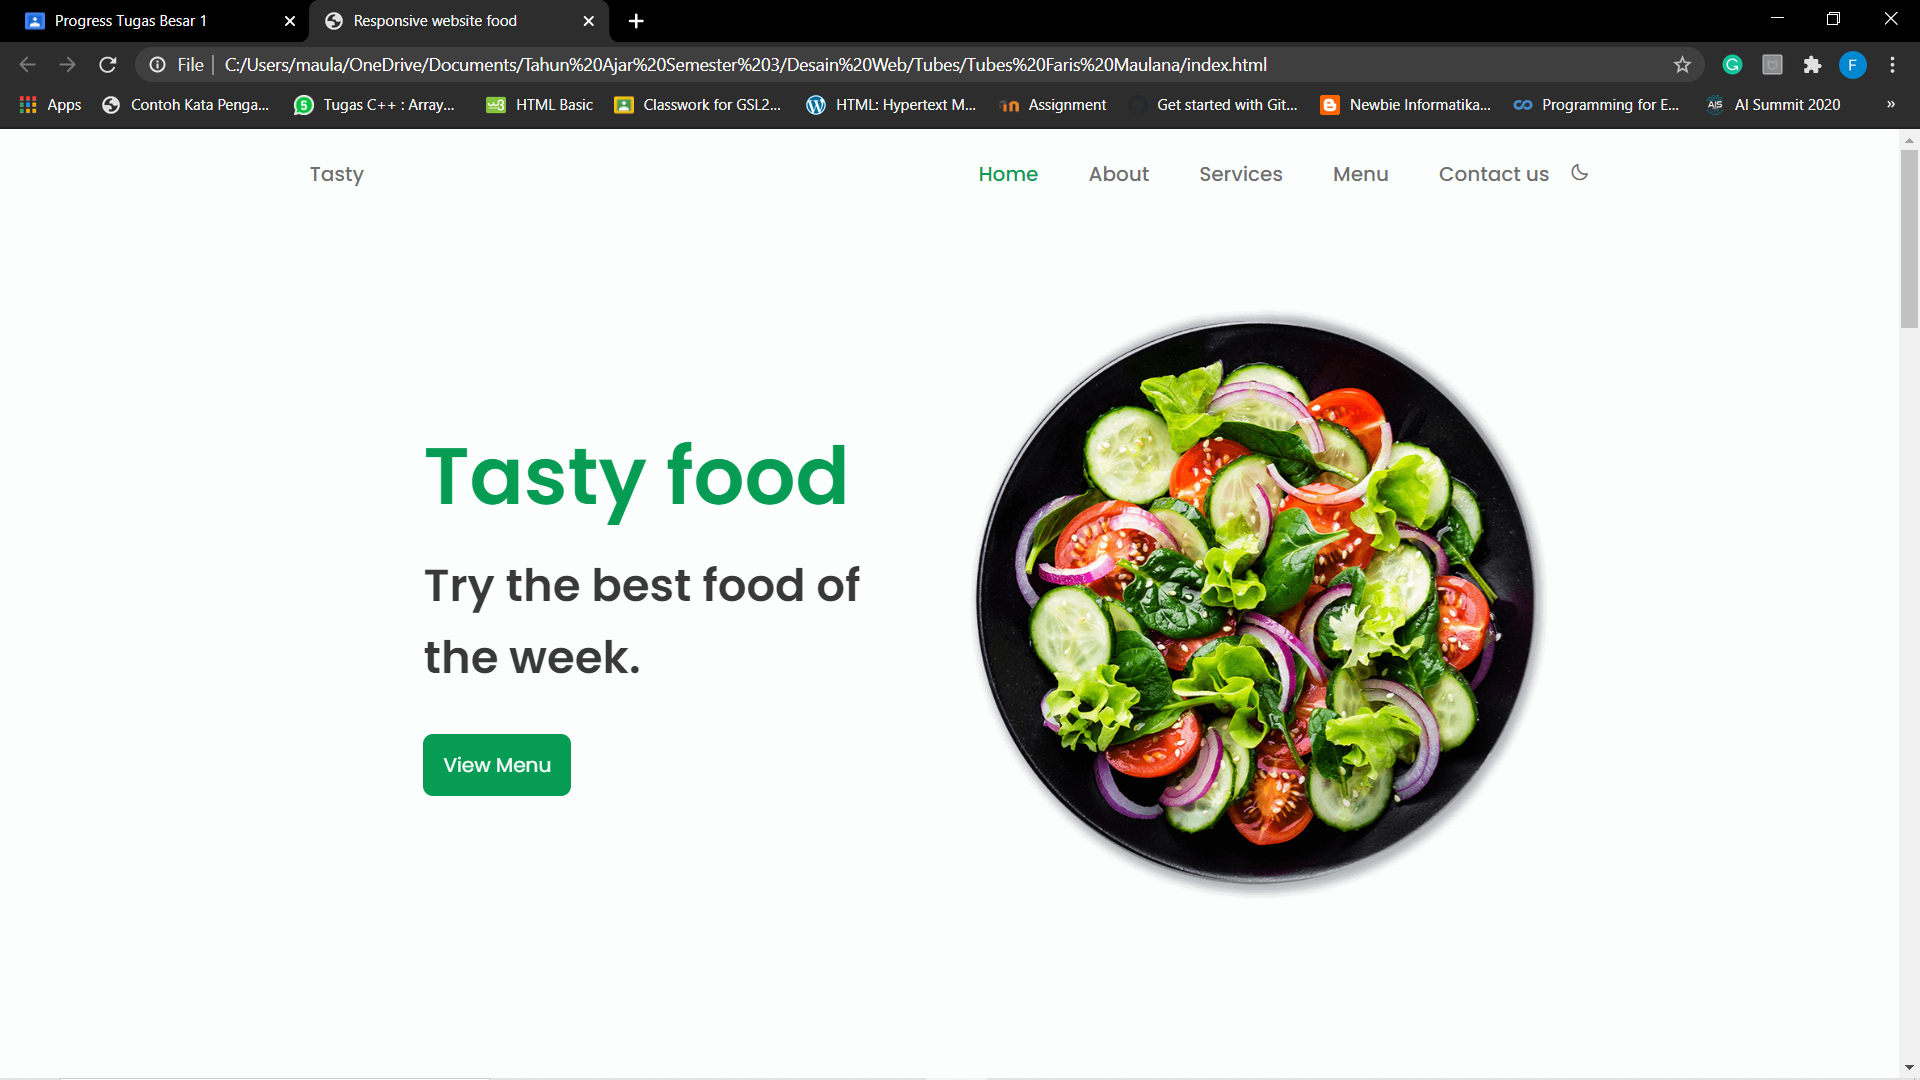 Progress Tugas Besar 1
Responsive website food
File
C:/Users/maula/OneDrive/Documents/Tahun%20Ajar%20Semester%203/Desain%20Web/Tubes/Tubes%20Faris%20Maulana/index.html
F
Apps
Contoh Kata Penga...
Tugas C++ : Array...
HTML Basic
Classwork for GSL2...
HTML: Hypertext M...
Assignment
Get started with Git...
Newbie Informatika...
Programming for E...
AI Summit 2020
Tasty
Home
About
Services
Menu
Contact us
Tasty food
Try the best food of
the week.
View Menu